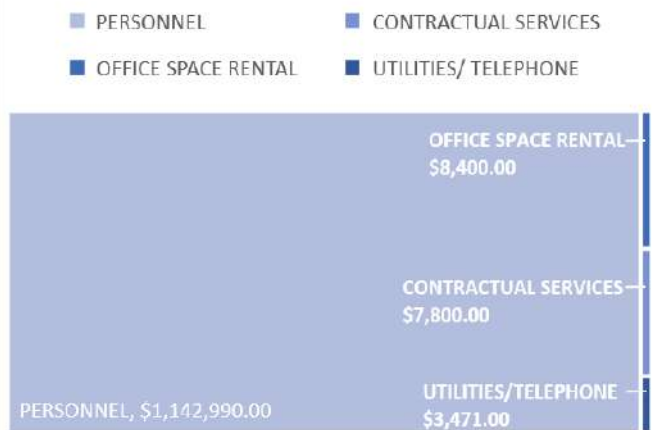 PERSONNEL
CONTRACTUAL SERVICES
OFFICE SPACE RENTAL
UTILITIES/ TELEPHONE
OFFICE SPACE RENTAL
$8,400.00
CONTRACTUAL SERVICES
$7,800.00
UTILITIES/TELEPHONE
$3,471.00
PERSONNEL, $1,142,990.00